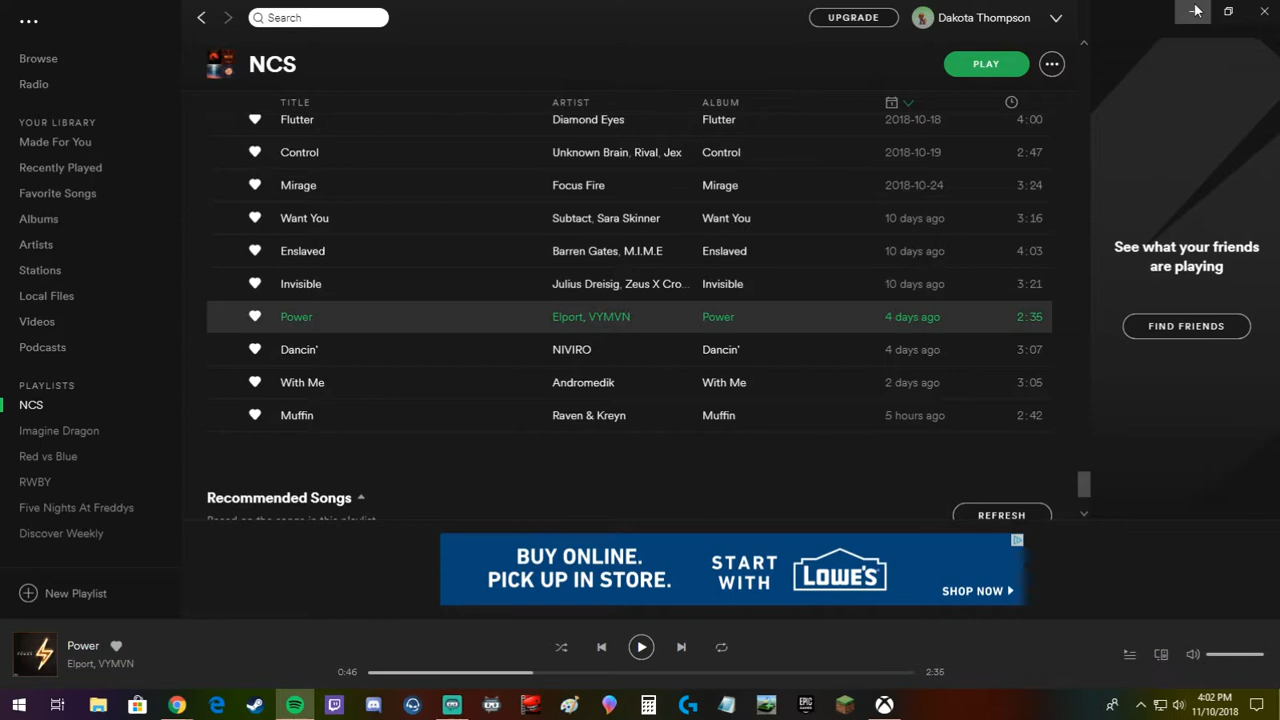 Search
UPGRADE
Dakota Thompson
Browse
Radio
YOUR LIBRARY
Made For You
Recently Played
Favorite Songs
Albums
Artists
Stations
Local Files
Videos
Podcasts
PLAYLISTS
NCS
Imagine Dragon
Red vs Blue
RWBY
Five Nights At Freddys
Discover Weekly
New Playlist
NCS
PLAY
TITLE ARTIST ALBUM
Flutter Diamond Eyes Flutter 2018-10-18 4:00
Control Unknown Brain, Rival, Jex Control 2018-10-19 2:47
Mirage Focus Fire Mirage 2018-10-24 3:24
Want You Subtact, Sara Skinner Want You 10 days ago 3:16
Enslaved Barren Gates, M.I.M.E Enslaved 10 days ago 4:03
Invisible Julius Dreisig, Zeus X Cro... Invisible 10 days ago 3:21
Power Elport, VYMVN Power 4 days ago 2:35
Dancin' NIVIRO Dancin' 4 days ago 3:07
With Me Andromedik With Me 2 days ago 3:05
Muffin Raven & Kreyn Muffin 5 hours ago 2:42
Recommended Songs
Based on the songs in this playlist
REFRESH
See what your friends
are playing
FIND FRIENDS
BUY ONLINE.
PICK UP IN STORE.
START
WITH
LOWE'S
SHOP NOW
Power
Elport, VYMVN
0:46
2:35
4:02 PM
11/10/2018